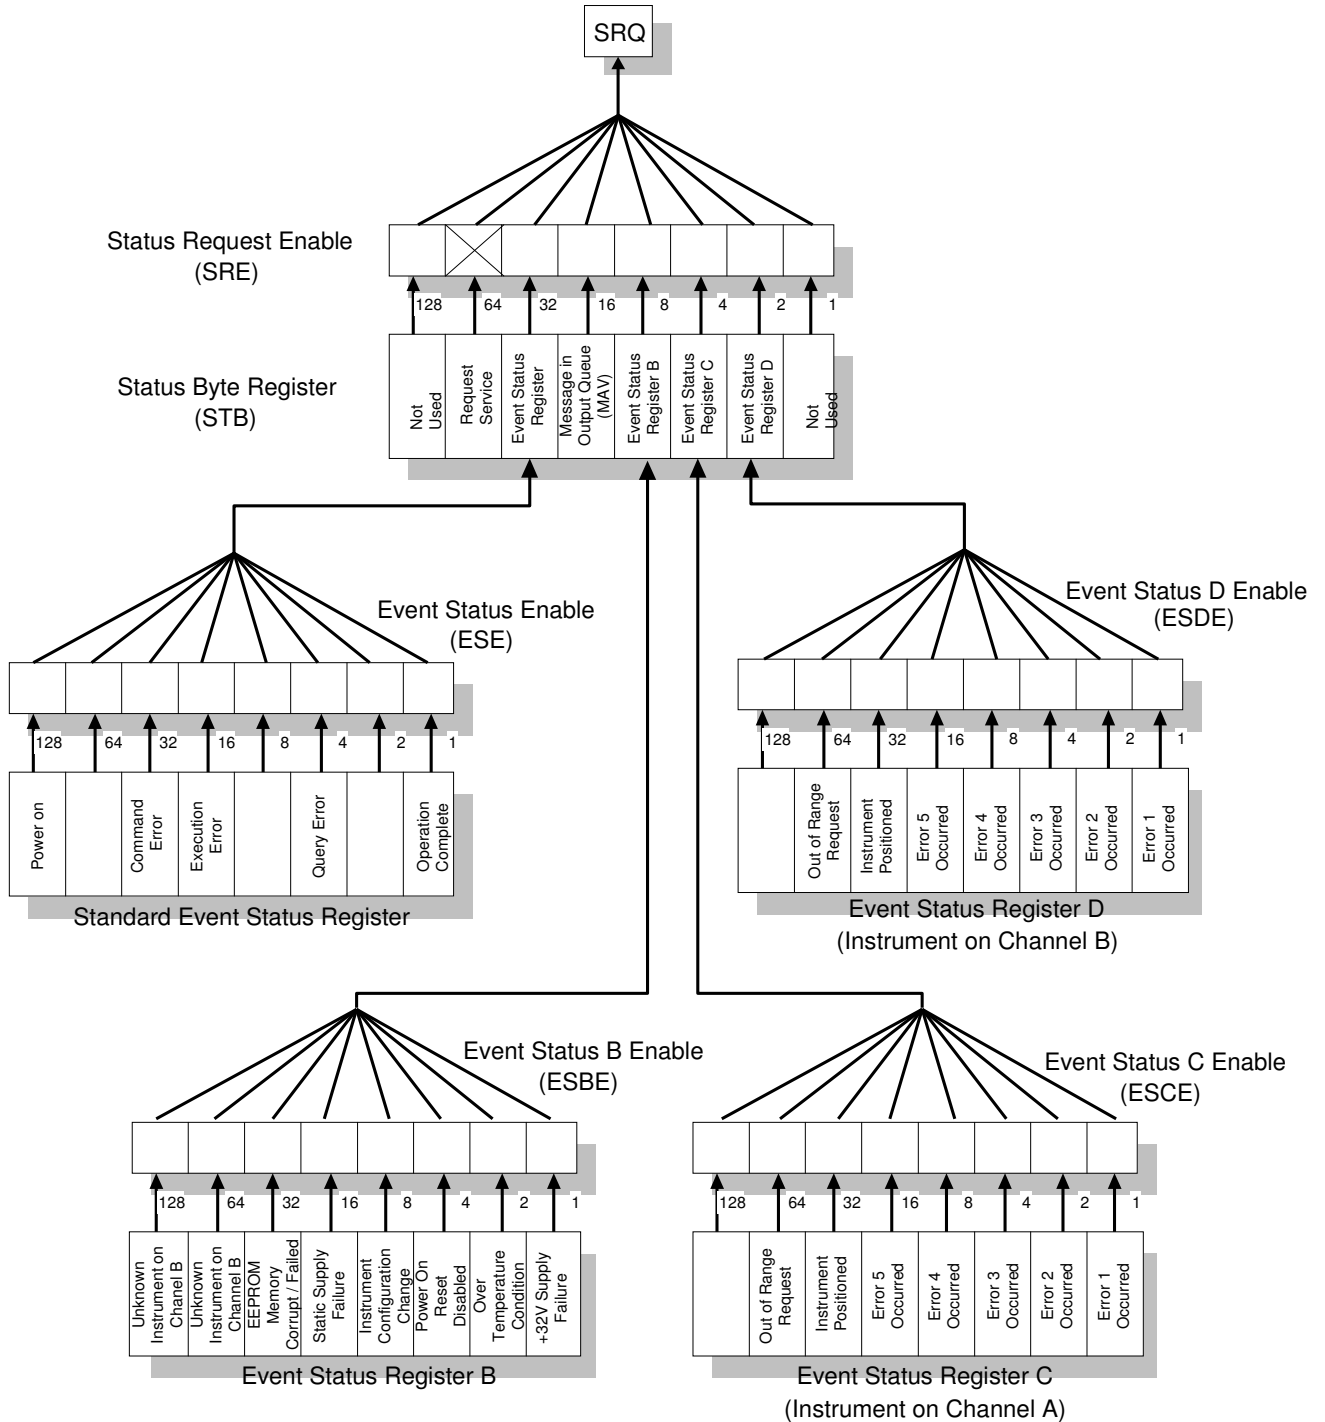 SRQ
Status Request Enable
(SRE)
128 64 32 16 8 4 2 1
Status Byte Register
(STB)
Not
Used
Request
Service
Event Status
Register
Message in
Output Queue
(MAV)
Event Status
Register B
Event Status
Register C
Event Status
Register D
Not
Used
Event Status Enable
(ESE)
128 64 32 16 8 4 2 1
Power on
Command
Error
Execution
Error
Query Error
Operation
Complete
Standard Event Status Register
Event Status D Enable
(ESDE)
128 64 32 16 8 4 2 1
Out of Range
Request
Instrument
Positioned
Error 5
Occurred
Error 4
Occurred
Error 3
Occurred
Error 2
Occurred
Error 1
Occurred
Event Status Register D
(Instrument on Channel B)
Event Status B Enable
(ESBE)
128 64 32 16 8 4 2 1
Unknown
Instrument on
Chanel B
Unknown
Instrument on
Channel B
EEPROM
Memory
Corrupt / Failed
Static Supply
Failure
Instrument
Configuration
Change
Power On
Reset
Disabled
Over
Temperature
Condition
+32V Supply
Failure
Event Status Register B
Event Status C Enable
(ESCE)
128 64 32 16 8 4 2 1
Out of Range
Request
Instrument
Positioned
Error 5
Occurred
Error 4
Occurred
Error 3
Occurred
Error 2
Occurred
Error 1
Occurred
Event Status Register C
(Instrument on Channel A)